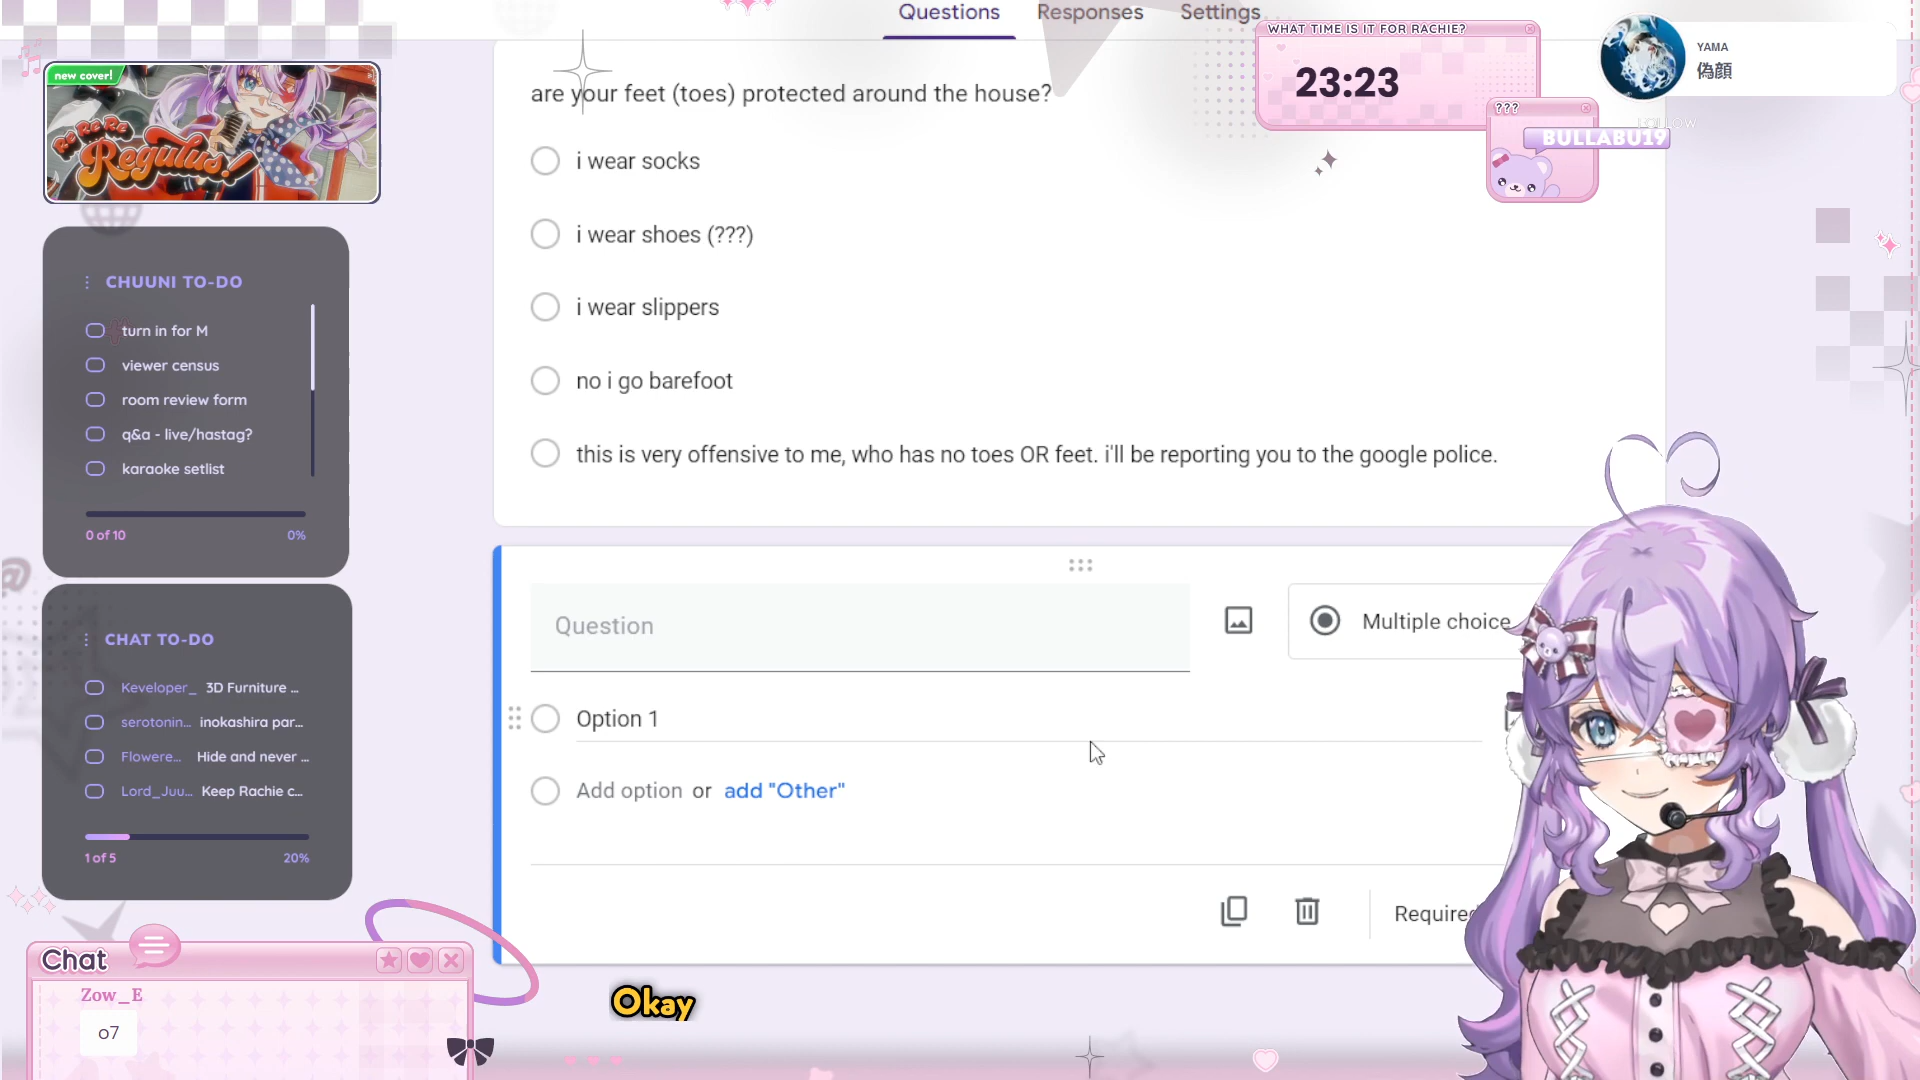 Questions
Responses
Settings
WHAT TIME IS IT FOR RACHIE?
23:23
YAMA
偽顔
???
FOLLOW
BULLABU19
new cover!
Re Re Re
Regulus!
are your feet (toes) protected around the house?
i wear socks
i wear shoes (???)
i wear slippers
no i go barefoot
this is very offensive to me, who has no toes OR feet. i'll be reporting you to the google police.
CHUUNI TO-DO
turn in for M
viewer census
room review form
q&a - live/hastag?
karaoke setlist
0 of 10 0%
CHAT TO-DO
Keveloper_ 3D Furniture ...
serotonin... inokashira par...
Flowere... Hide and never ...
Lord_Juu... Keep Rachie c...
1 of 5 20%
Question
Multiple choice
Option 1
Add option or add "Other"
Required
Chat
Zow_E
o7
Okay